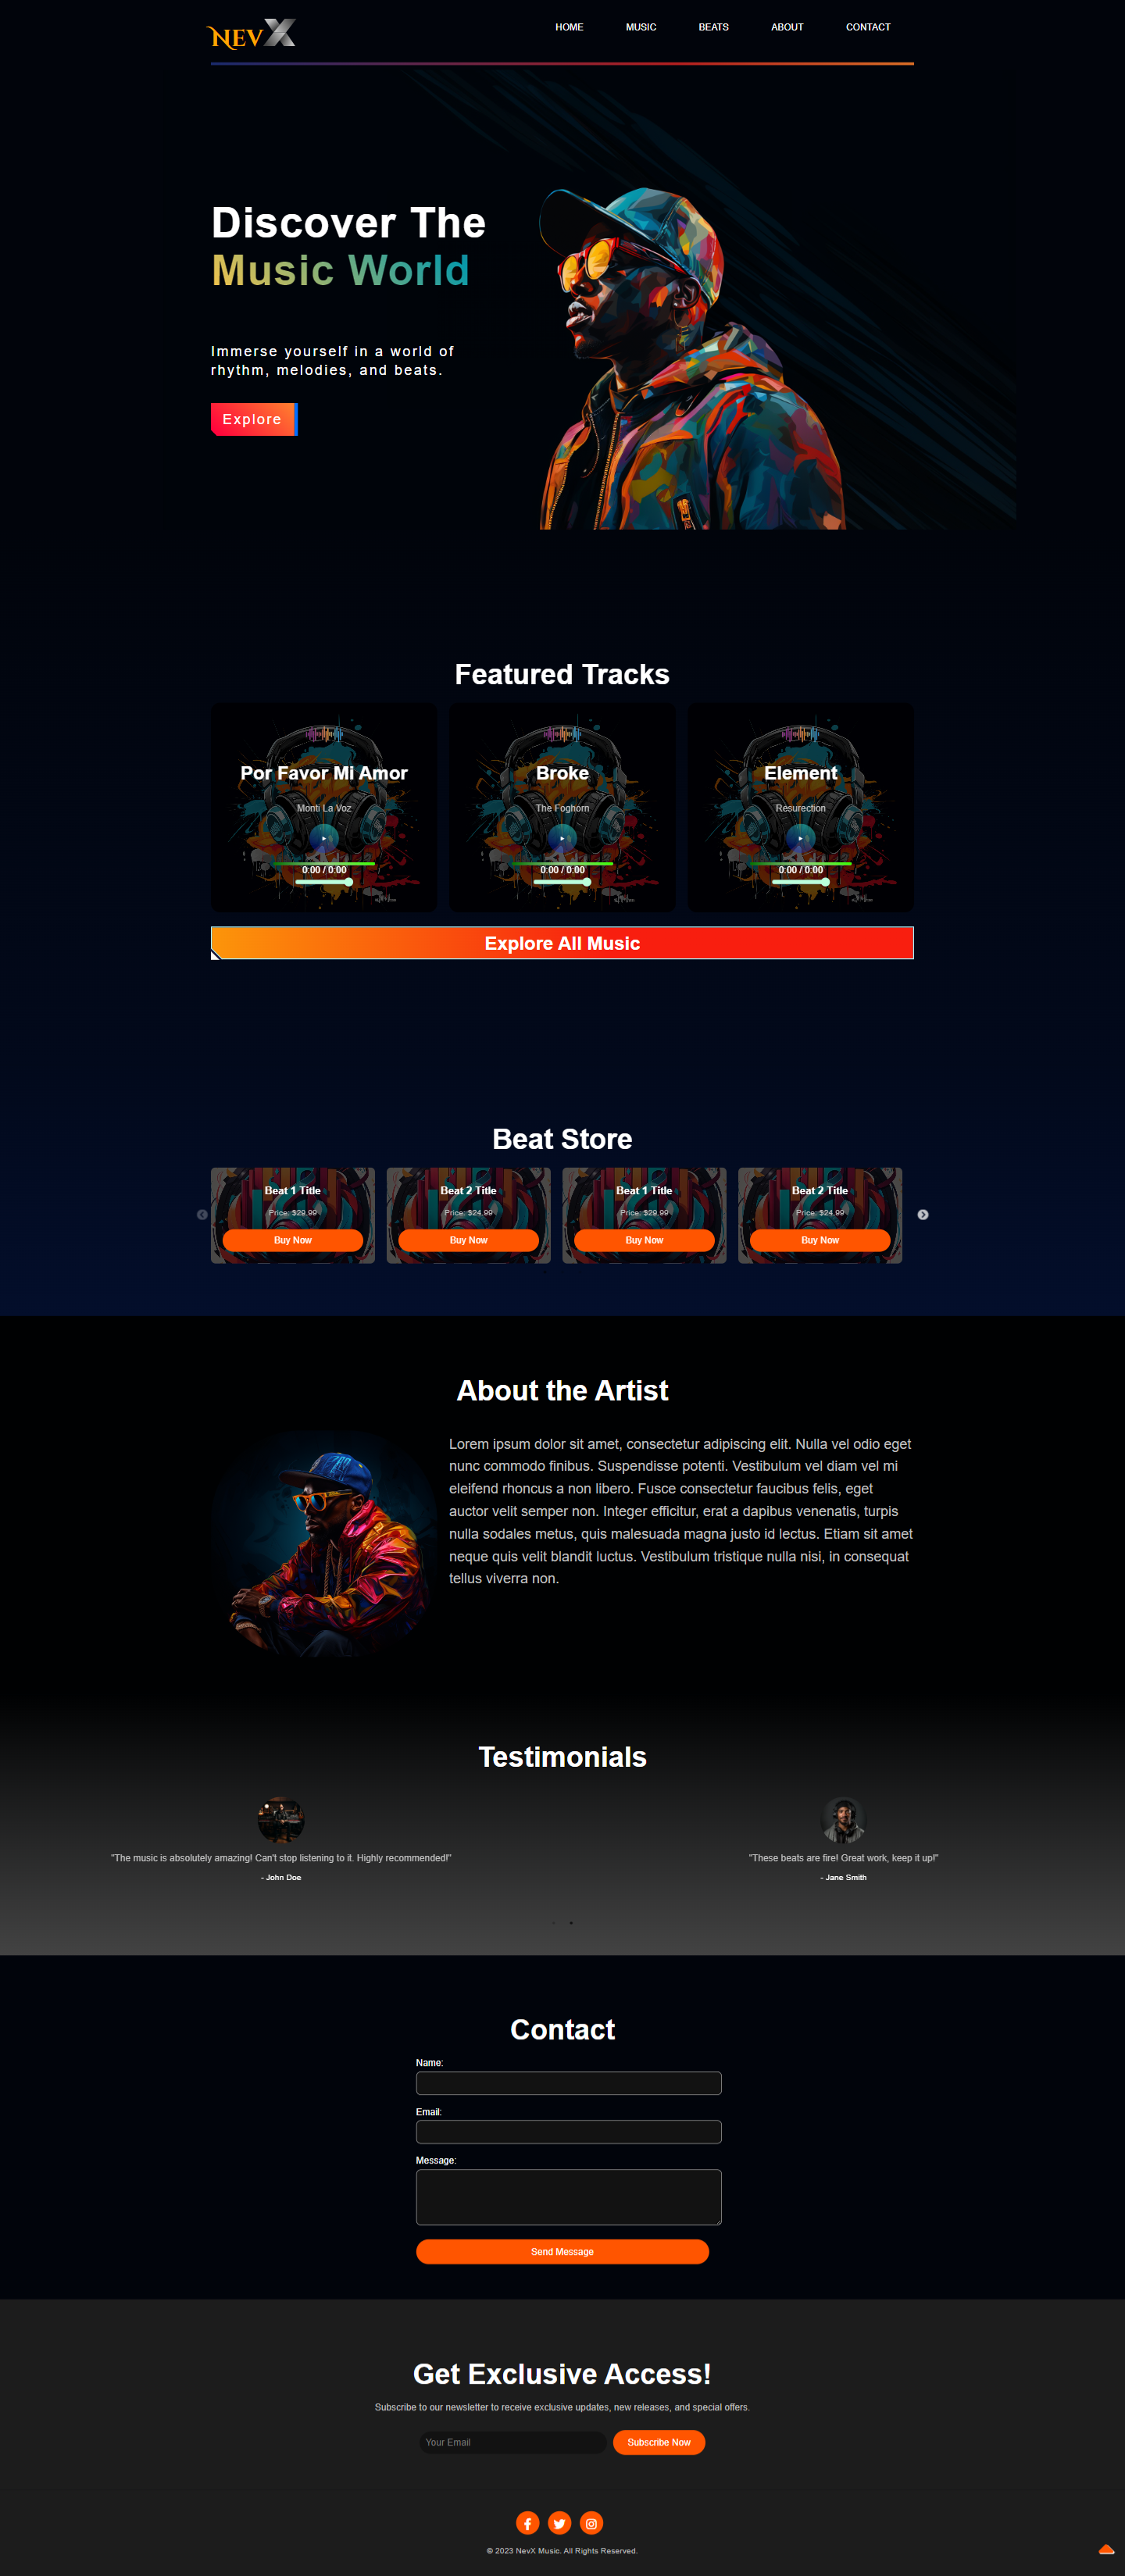 NevX
HOME MUSIC BEATS ABOUT CONTACT
Discover The
Music World
Immerse yourself in a world of
rhythm, melodies, and beats.
Explore
Featured Tracks
Por Favor Mi Amor
Monti La Voz
0:00 / 0:00
Broke
The Foghorn
0:00 / 0:00
Element
Resurection
0:00 / 0:00
Explore All Music
Beat Store
Beat 1 Title
Price: $29.99
Buy Now
Beat 2 Title
Price: $24.99
Buy Now
Beat 1 Title
Price: $29.99
Buy Now
Beat 2 Title
Price: $24.99
Buy Now
About the Artist
Lorem ipsum dolor sit amet, consectetur adipiscing elit. Nulla vel odio eget
nunc commodo finibus. Suspendisse potenti. Vestibulum vel diam vel mi
eleifend rhoncus a non libero. Fusce consectetur faucibus felis, eget
auctor velit semper non. Integer efficitur, erat a dapibus venenatis, turpis
nulla sodales metus, quis malesuada magna justo id lectus. Etiam sit amet
neque quis velit blandit luctus. Vestibulum tristique nulla nisi, in consequat
tellus viverra non.
Testimonials
"The music is absolutely amazing! Can't stop listening to it. Highly recommended!"
- John Doe
"These beats are fire! Great work, keep it up!"
- Jane Smith
Contact
Name:
Email:
Message:
Send Message
Get Exclusive Access!
Subscribe to our newsletter to receive exclusive updates, new releases, and special offers.
Your Email
Subscribe Now
© 2023 NevX Music. All Rights Reserved.